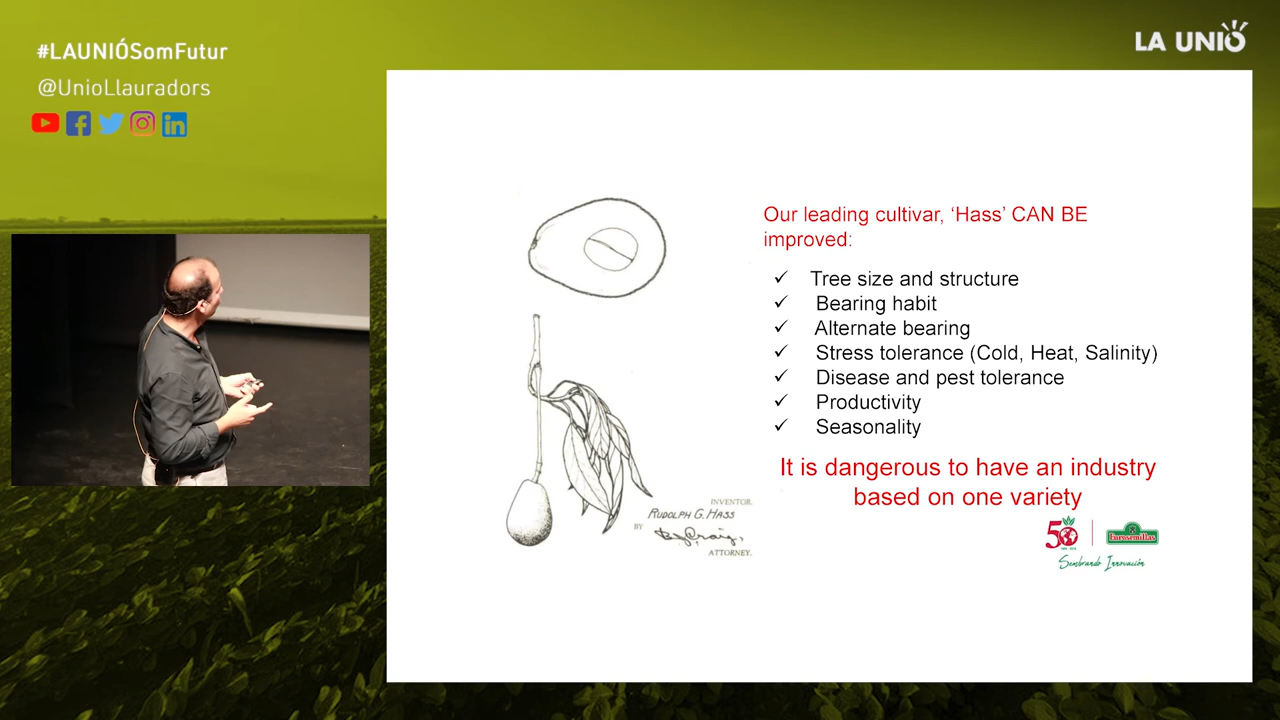 #LAUNIÓSomFutur
@UnioLlauradors
LA UNIÓ
Our leading cultivar, ‘Hass’ CAN BE
improved:
✓ Tree size and structure
✓ Bearing habit
✓ Alternate bearing
✓ Stress tolerance (Cold, Heat, Salinity)
✓ Disease and pest tolerance
✓ Productivity
✓ Seasonality
It is dangerous to have an industry
based on one variety
INVENTOR.
RUDOLPH G. HASS
BY
ATTORNEY.
50
Eurosemillas
Sembrando Innovación